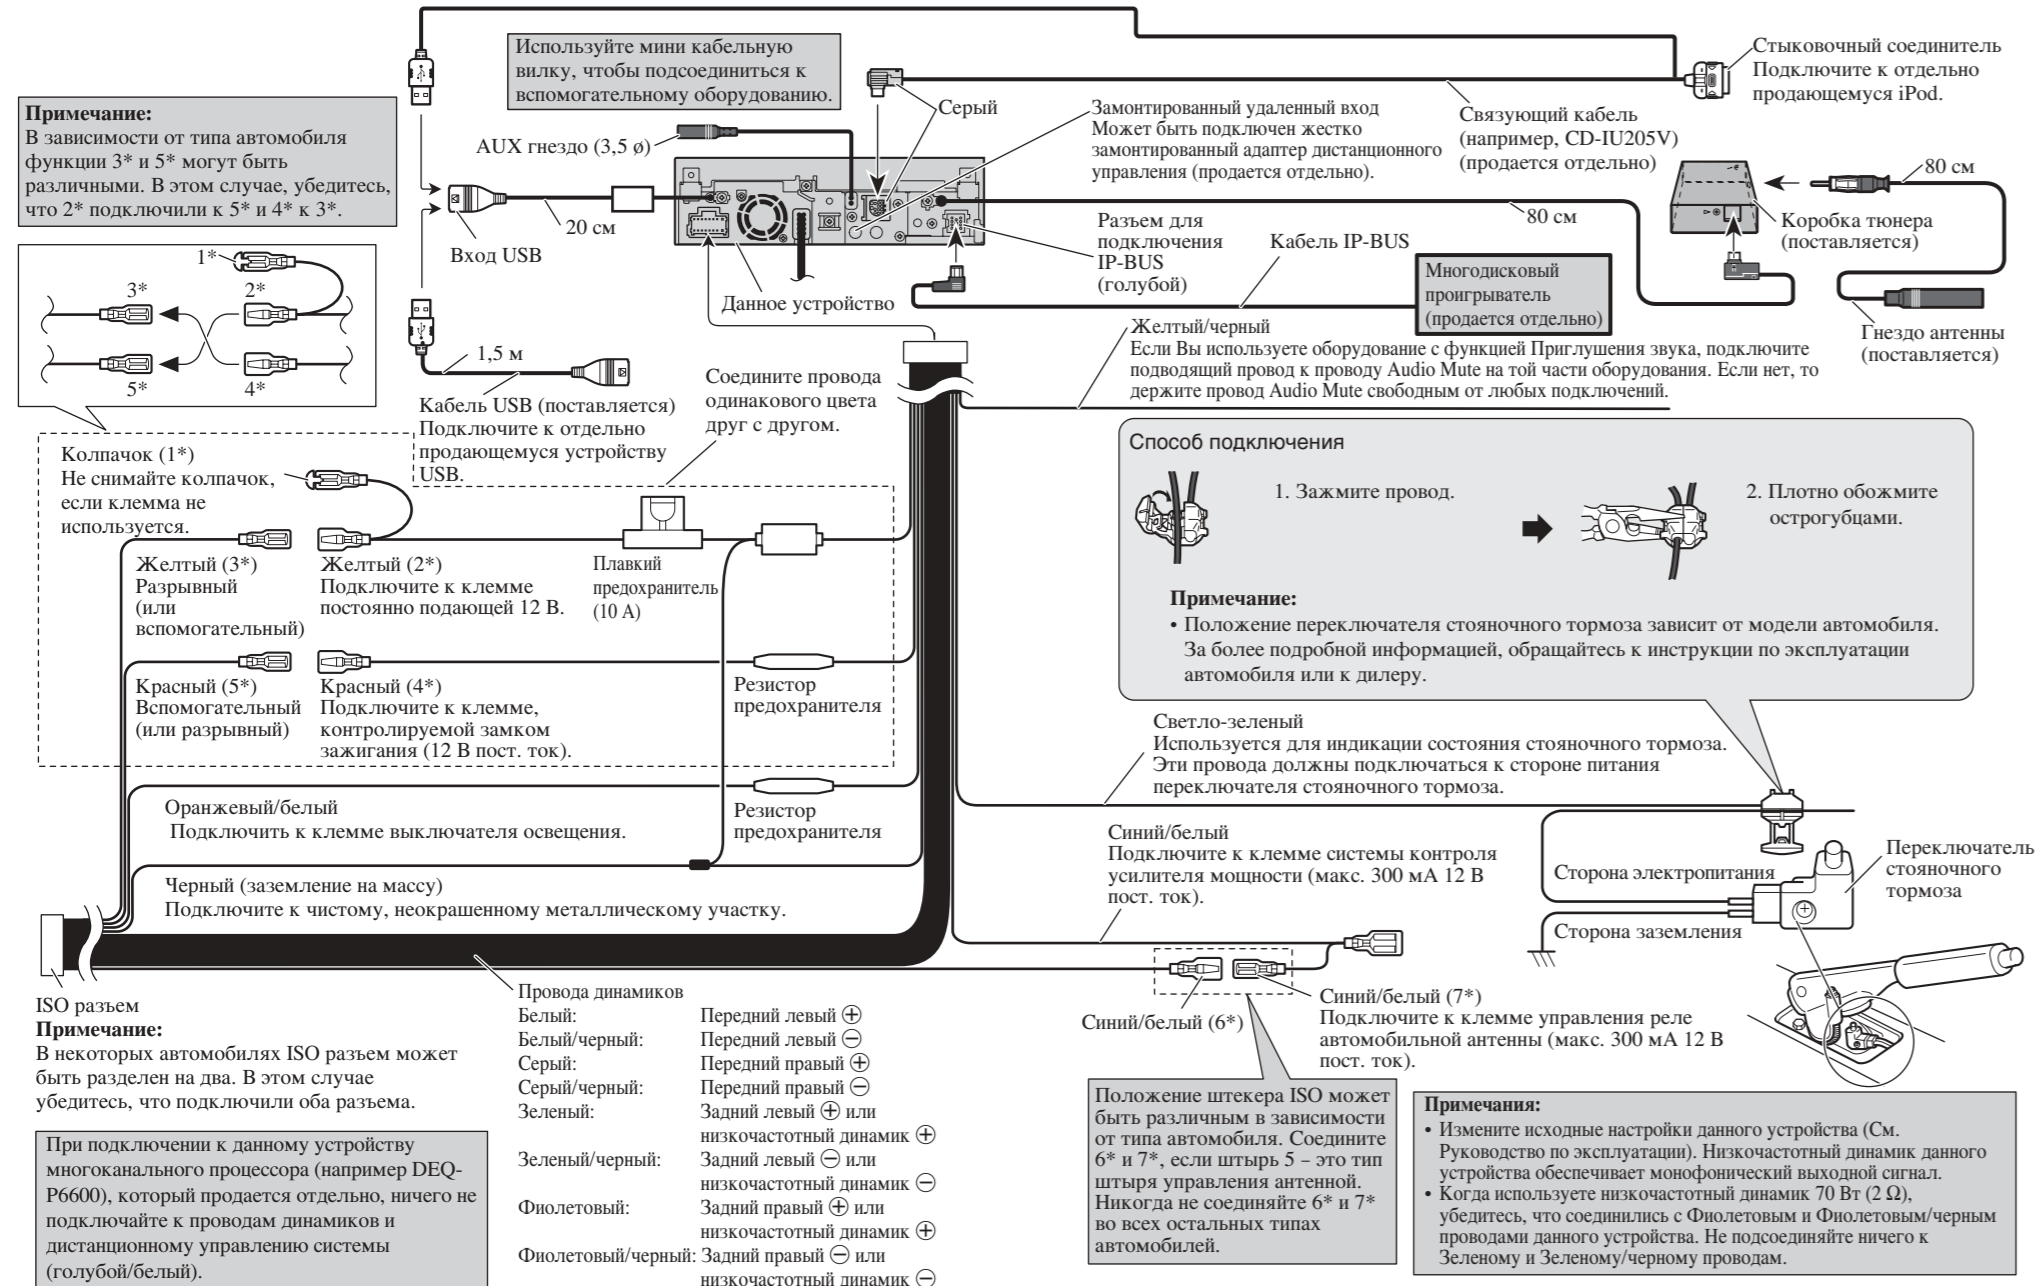 Используйте мини кабельную
вилку, чтобы подсоединиться к
вспомогательному оборудованию.
Стыковочный соединитель
Подключите к отдельно
продающемуся iPod.
Примечание:
В зависимости от типа автомобиля
функции 3* и 5* могут быть
различными. В этом случае, убедитесь,
что 2* подключили к 5* и 4* к 3*.
AUX гнездо (3,5 ø)
Серый
Замонтированный удаленный вход
Может быть подключен жестко
замонтированный адаптер дистанционного
управления (продается отдельно).
Связующий кабель
(например, CD-IU205V)
(продается отдельно)
80 см
Коробка тюнера
(поставляется)
20 см
Вход USB
Данное устройство
Разъем для
подключения
IP-BUS
(голубой)
Кабель IP-BUS
80 см
Многодисковый
проигрыватель
(продается отдельно)
Гнездо антенны
(поставляется)
1*
3*
2*
5*
4*
1,5 м
Кабель USB (поставляется)
Подключите к отдельно
продающемуся устройству
USB.
Соедините провода
одинакового цвета
друг с другом.
Желтый/черный
Если Вы используете оборудование с функцией Приглушения звука, подключите
подводящий провод к проводу Audio Mute на той части оборудования. Если нет, то
держите провод Audio Mute свободным от любых подключений.
Способ подключения
1. Зажмите провод.
2. Плотно обожмите
острогубцами.
Примечание:
• Положение переключателя стояночного тормоза зависит от модели автомобиля.
За более подробной информацией, обращайтесь к инструкции по эксплуатации
автомобиля или к дилеру.
Колпачок (1*)
Не снимайте колпачок,
если клемма не
используется.
Желтый (3*)
Разрывный
(или
вспомогательный)
Желтый (2*)
Подключите к клемме
постоянно подающей 12 В.
Плавкий
предохранитель
(10 А)
Красный (5*)
Вспомогательный
(или разрывный)
Красный (4*)
Подключите к клемме,
контролируемой замком
зажигания (12 В пост. ток).
Резистор
предохранителя
Оранжевый/белый
Подключить к клемме выключателя освещения.
Резистор
предохранителя
Черный (заземление на массу)
Подключите к чистому, неокрашенному металлическому участку.
Светло-зеленый
Используется для индикации состояния стояночного тормоза.
Эти провода должны подключаться к стороне питания
переключателя стояночного тормоза.
Синий/белый
Подключите к клемме системы контроля
усилителя мощности (макс. 300 мА 12 В
пост. ток).
Сторона электропитания
Сторона заземления
Переключатель
стояночного
тормоза
ISO разъем
Примечание:
В некоторых автомобилях ISO разъем может
быть разделен на два. В этом случае
убедитесь, что подключили оба разъема.
При подключении к данному устройству
многоканального процессора (например DEQ-
P6600), который продается отдельно, ничего не
подключайте к проводам динамиков и
дистанционному управлению системы
(голубой/белый).
Провода динамиков
Белый: Передний левый ⊕
Белый/черный: Передний левый ⊖
Серый: Передний правый ⊕
Серый/черный: Передний правый ⊖
Зеленый: Задний левый ⊕ или
низкочастотный динамик ⊕
Зеленый/черный: Задний левый ⊖ или
низкочастотный динамик ⊖
Фиолетовый: Задний правый ⊕ или
низкочастотный динамик ⊕
Фиолетовый/черный: Задний правый ⊖ или
низкочастотный динамик ⊖
Синий/белый (6*)
Синий/белый (7*)
Подключите к клемме управления реле
автомобильной антенны (макс. 300 мА 12 В
пост. ток).
Положение штекера ISO может
быть различным в зависимости
от типа автомобиля. Соедините
6* и 7*, если штырь 5 – это тип
штыря управления антенной.
Никогда не соединяйте 6* и 7*
во всех остальных типах
автомобилей.
Примечания:
• Измените исходные настройки данного устройства (См.
Руководство по эксплуатации). Низкочастотный динамик данного
устройства обеспечивает монофонический выходной сигнал.
• Когда используете низкочастотный динамик 70 Вт (2 Ω),
убедитесь, что соединились с Фиолетовым и Фиолетовым/черным
проводами данного устройства. Не подсоединяйте ничего к
Зеленому и Зеленому/черному проводам.